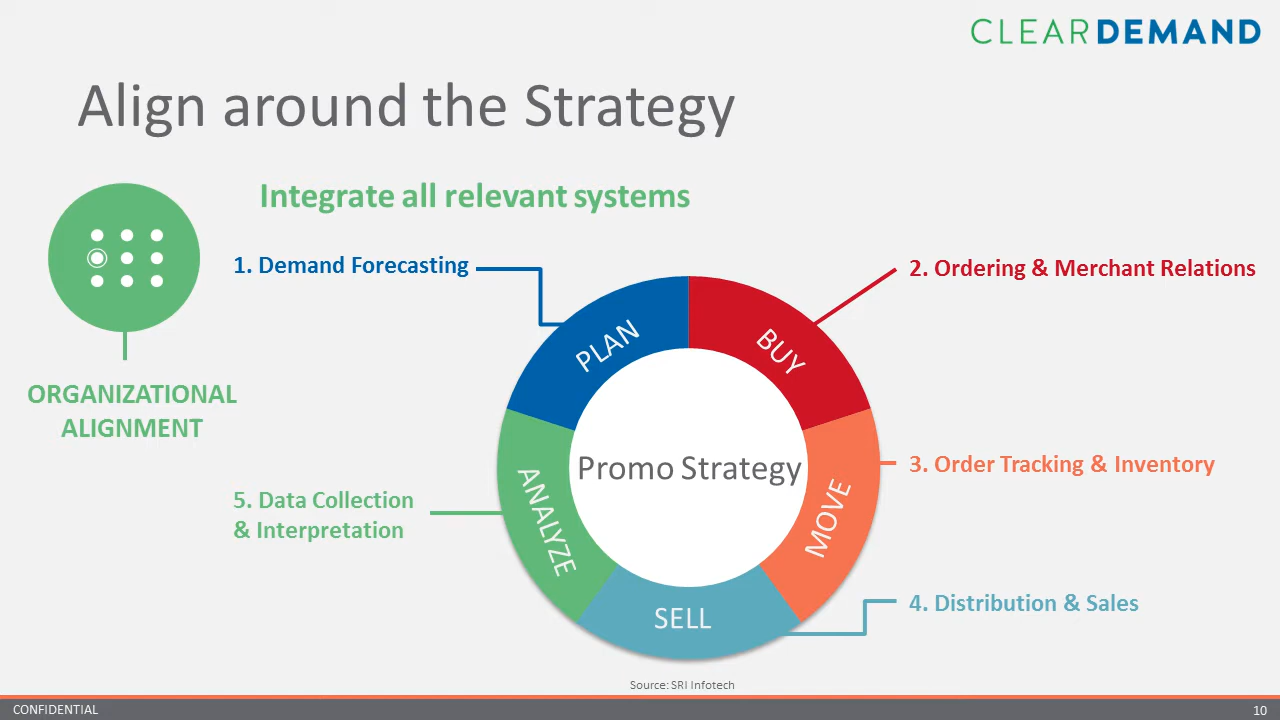 CLEARDEMAND
Align around the Strategy
Integrate all relevant systems
ORGANIZATIONAL
ALIGNMENT
1. Demand Forecasting
2. Ordering & Merchant Relations
3. Order Tracking & Inventory
4. Distribution & Sales
5. Data Collection
& Interpretation
PLAN
BUY
MOVE
SELL
ANALYZE
Promo Strategy
Source: SRI Infotech
CONFIDENTIAL
10